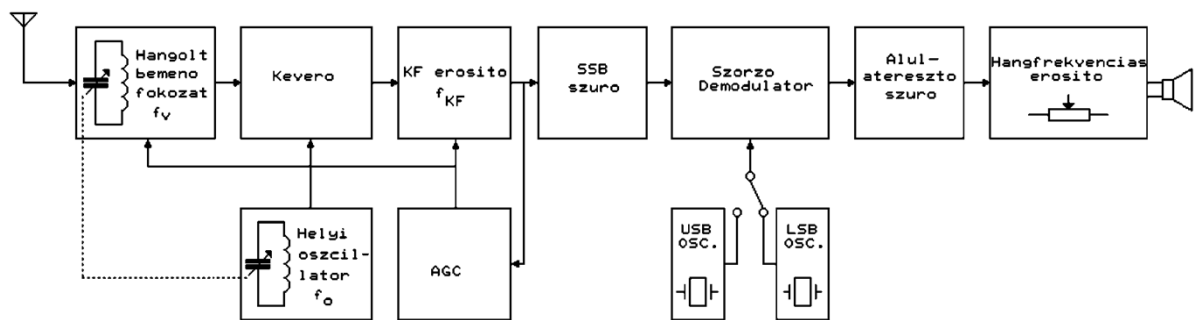 Hangolt
bemeno
fokozat
fv
Kevero
KF erosito
fKF
SSB
szuro
Szorzo
Demodulator
Alul-
atereszto
szuro
Hangfrekvencias
erosito
Helyi
oszcil-
lator
fo
AGC
USB
OSC.
LSB
OSC.